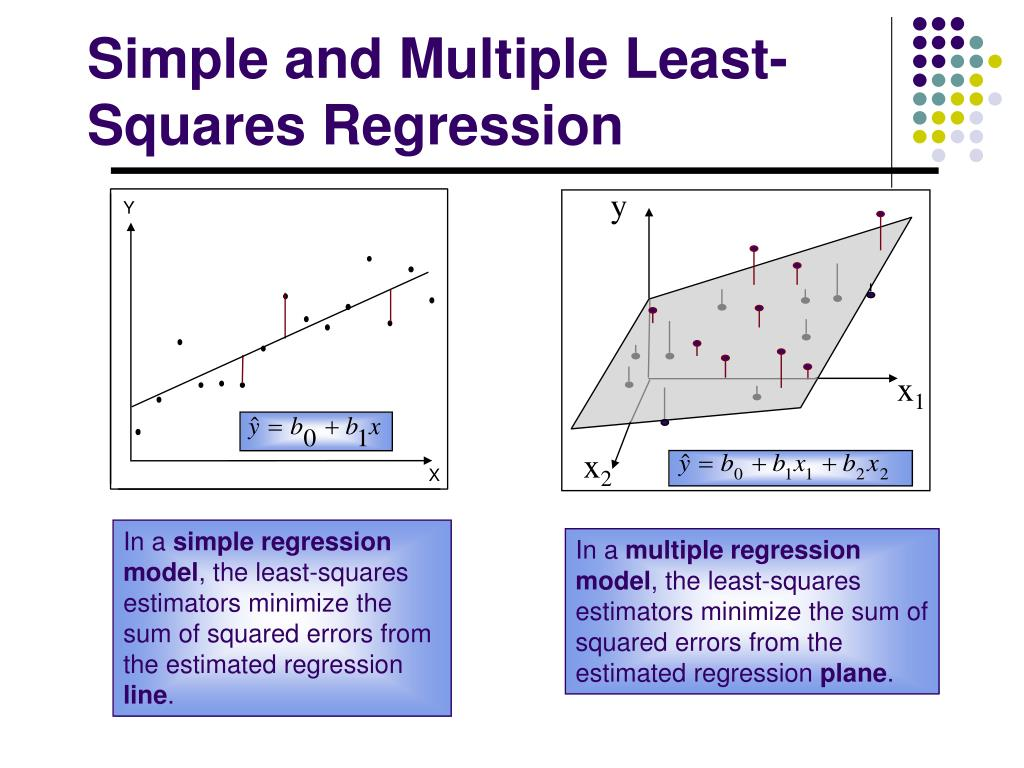 Simple and Multiple Least-
Squares Regression
Y
ŷ = b0 + b1x
X
y
x1
x2
ŷ = b0 + b1x1 + b2x2
In a simple regression
model, the least-squares
estimators minimize the
sum of squared errors from
the estimated regression
line.
In a multiple regression
model, the least-squares
estimators minimize the sum of
squared errors from the
estimated regression plane.